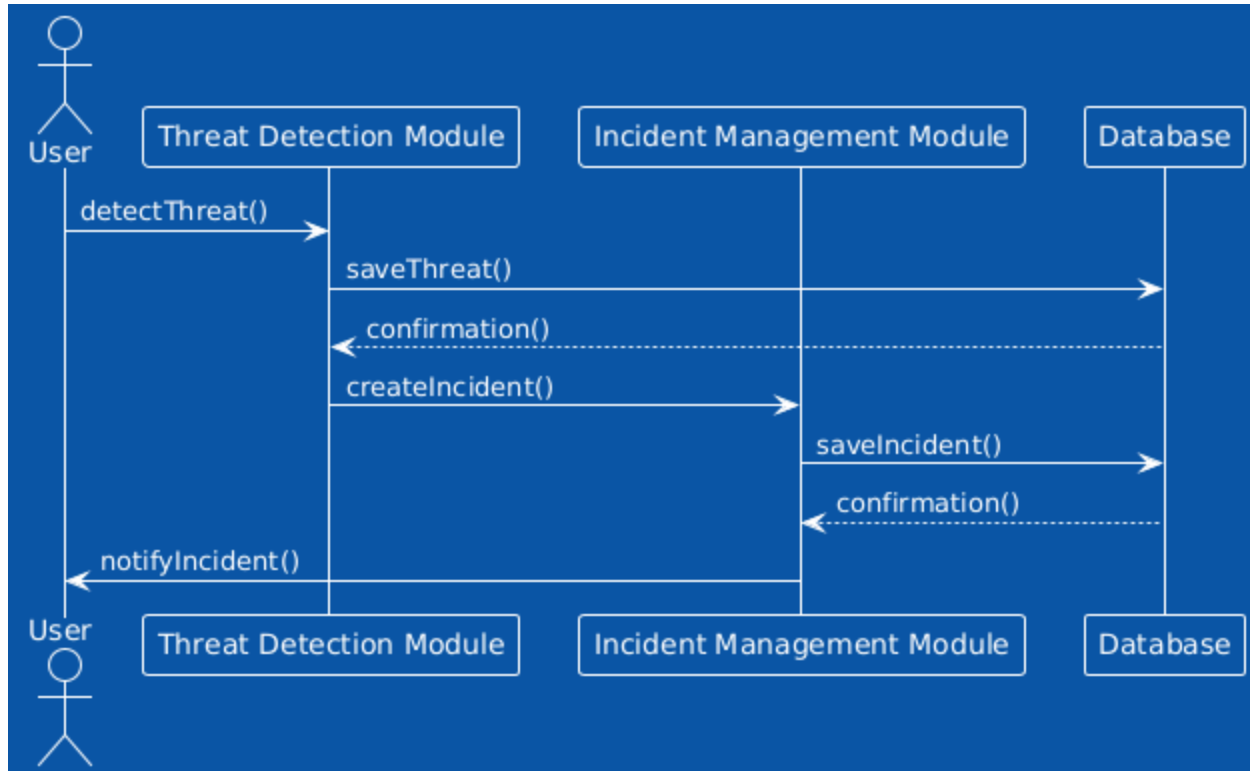 User
Threat Detection Module
Incident Management Module
Database
detectThreat()
saveThreat()
confirmation()
createIncident()
saveIncident()
confirmation()
notifyIncident()
User
Threat Detection Module
Incident Management Module
Database